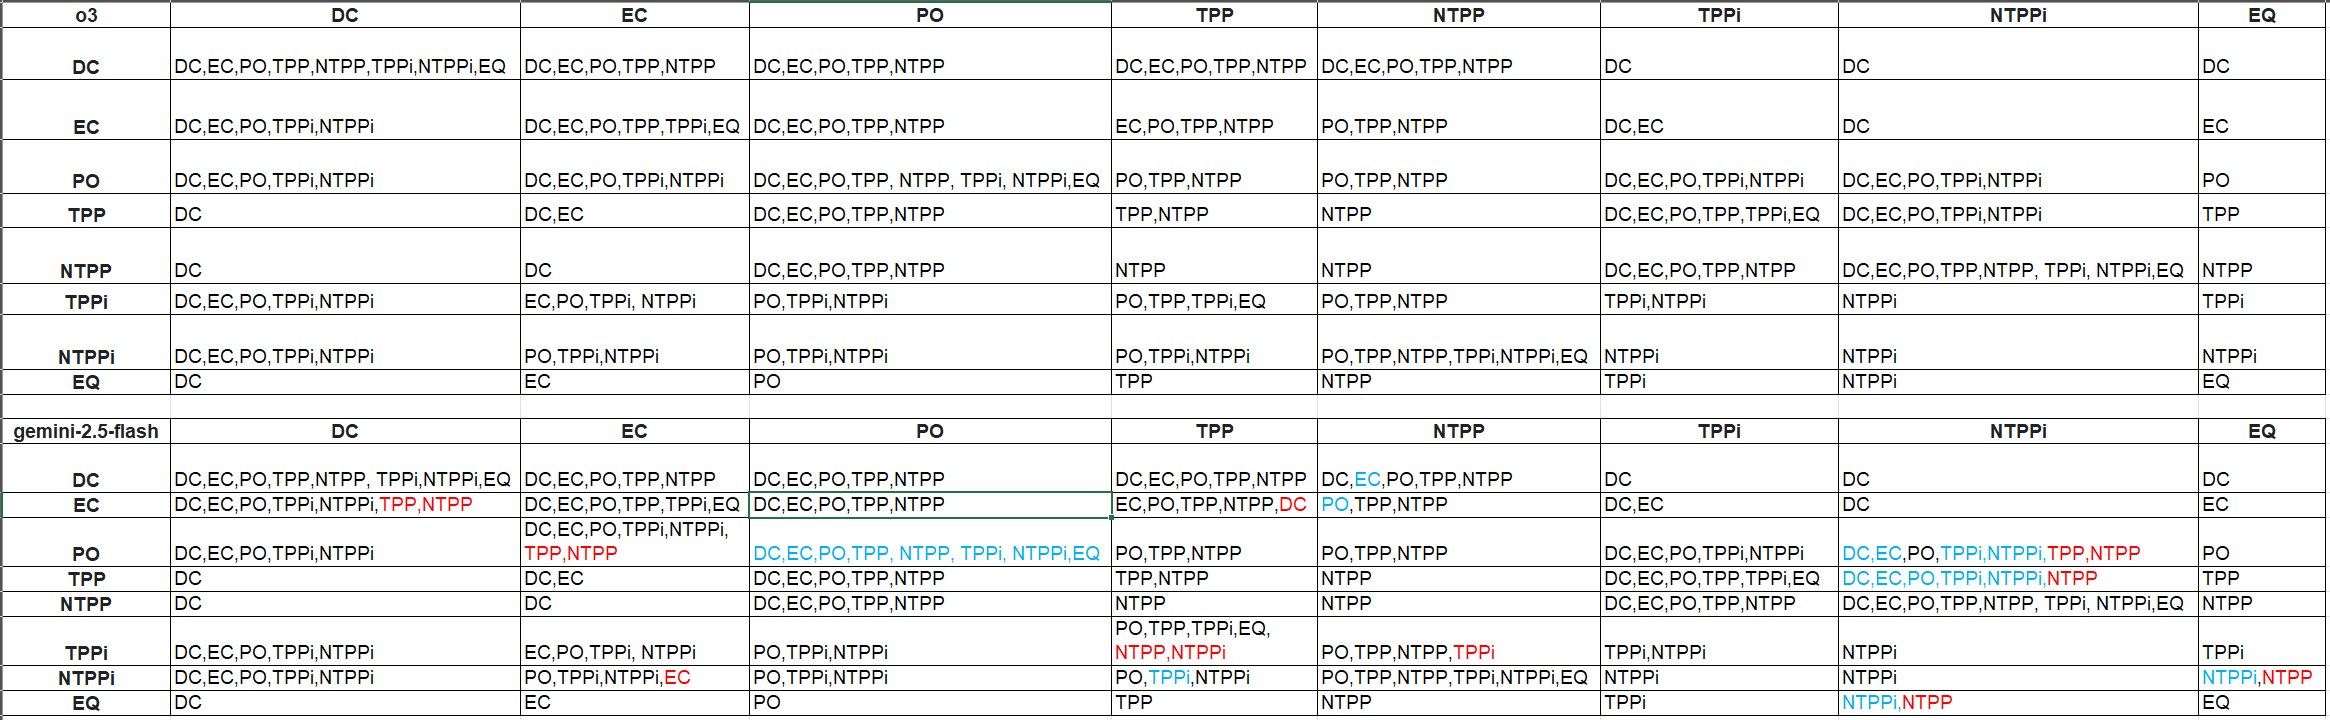 o3 DC EC PO TPP NTPP TPPi NTPPi EQ
DC DC,EC,PO,TPP,NTPP,TPPi,NTPPi,EQ DC,EC,PO,TPP,NTPP DC,EC,PO,TPP,NTPP DC,EC,PO,TPP,NTPP DC,EC,PO,TPP,NTPP DC DC DC
EC DC,EC,PO,TPPi,NTPPi DC,EC,PO,TPP,TPPi,EQ DC,EC,PO,TPP,NTPP EC,PO,TPP,NTPP PO,TPP,NTPP DC,EC DC EC
PO DC,EC,PO,TPPi,NTPPi DC,EC,PO,TPPi,NTPPi DC,EC,PO,TPP, NTPP, TPPi, NTPPi,EQ PO,TPP,NTPP PO,TPP,NTPP DC,EC,PO,TPPi,NTPPi DC,EC,PO,TPPi,NTPPi PO
TPP DC DC,EC DC,EC,PO,TPP,NTPP TPP,NTPP NTPP DC,EC,PO,TPP,TPPi,EQ DC,EC,PO,TPPi,NTPPi TPP
NTPP DC DC DC,EC,PO,TPP,NTPP NTPP NTPP DC,EC,PO,TPP,NTPP DC,EC,PO,TPP,NTPP, TPPi, NTPPi,EQ NTPP
TPPi DC,EC,PO,TPPi,NTPPi EC,PO,TPPi, NTPPi PO,TPPi,NTPPi PO,TPP,TPPi,EQ PO,TPP,NTPP TPPi,NTPPi NTPPi TPPi
NTPPi DC,EC,PO,TPPi,NTPPi PO,TPPi,NTPPi PO,TPPi,NTPPi PO,TPPi,NTPPi PO,TPP,NTPP,TPPi,NTPPi,EQ NTPPi NTPPi NTPPi
EQ DC EC PO TPP NTPP TPPi NTPPi EQ
gemini-2.5-flash DC EC PO TPP NTPP TPPi NTPPi EQ
DC DC,EC,PO,TPP,NTPP, TPPi,NTPPi,EQ DC,EC,PO,TPP,NTPP DC,EC,PO,TPP,NTPP DC,EC,PO,TPP,NTPP DC,EC,PO,TPP,NTPP DC DC DC
EC DC,EC,PO,TPPi,NTPPi,TPP,NTPP DC,EC,PO,TPP,TPPi,EQ DC,EC,PO,TPP,NTPP EC,PO,TPP,NTPP,DC PO,TPP,NTPP DC,EC DC EC
DC,EC,PO,TPPi,NTPPi,
PO DC,EC,PO,TPPi,NTPPi TPP,NTPP DC,EC,PO,TPP, NTPP, TPPi, NTPPi,EQ PO,TPP,NTPP PO,TPP,NTPP DC,EC,PO,TPPi,NTPPi DC,EC,PO,TPPi,NTPPi,TPP,NTPP PO
TPP DC DC,EC DC,EC,PO,TPP,NTPP TPP,NTPP NTPP DC,EC,PO,TPP,TPPi,EQ DC,EC,PO,TPPi,NTPPi,NTPP TPP
NTPP DC DC DC,EC,PO,TPP,NTPP NTPP NTPP DC,EC,PO,TPP,NTPP DC,EC,PO,TPP,NTPP, TPPi, NTPPi,EQ NTPP
PO,TPP,TPPi,EQ,
TPPi DC,EC,PO,TPPi,NTPPi EC,PO,TPPi, NTPPi PO,TPPi,NTPPi NTPP,NTPPi PO,TPP,NTPP,TPPi TPPi,NTPPi NTPPi TPPi
NTPPi DC,EC,PO,TPPi,NTPPi PO,TPPi,NTPPi,EC PO,TPPi,NTPPi PO,TPPi,NTPPi PO,TPP,NTPP,TPPi,NTPPi,EQ NTPPi NTPPi NTPPi,NTPP
EQ DC EC PO TPP NTPP TPPi NTPPi,NTPP EQ